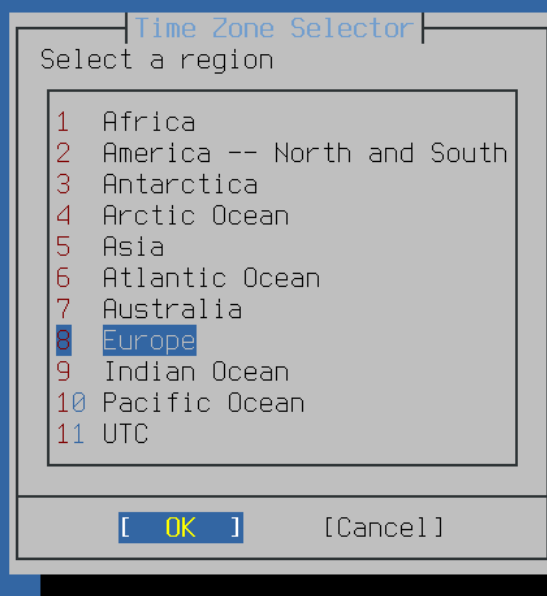 Time Zone Selector
Select a region
1 Africa
2 America -- North and South
3 Antarctica
4 Arctic Ocean
5 Asia
6 Atlantic Ocean
7 Australia
8 Europe
9 Indian Ocean
10 Pacific Ocean
11 UTC
[ OK ] [Cancel]